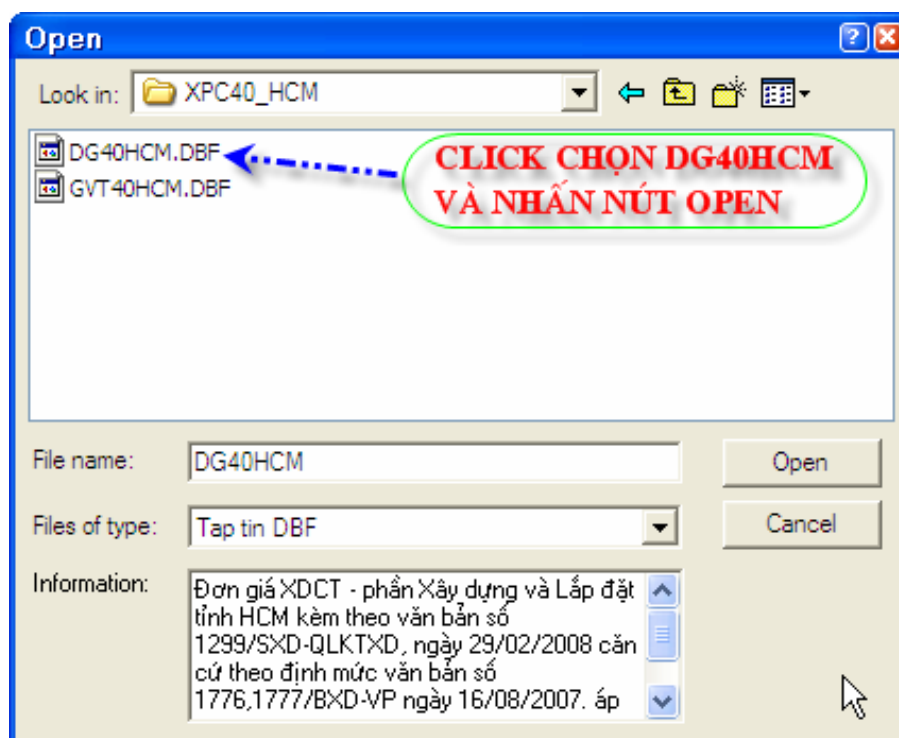 Open
Look in: XPC40_HCM
DG40HCM.DBF
GVT40HCM.DBF
CLICK CHỌN DG40HCM
VÀ NHẤN NÚT OPEN
File name: DG40HCM Open
Files of type: Tap tin DBF Cancel
Information: Đơn giá XDCT - phần Xây dựng và Lắp đặt
tỉnh HCM kèm theo văn bản số
1299/SXD-QLKTXD, ngày 29/02/2008 căn
cứ theo định mức văn bản số
1776,1777/BXD-VP ngày 16/08/2007. áp